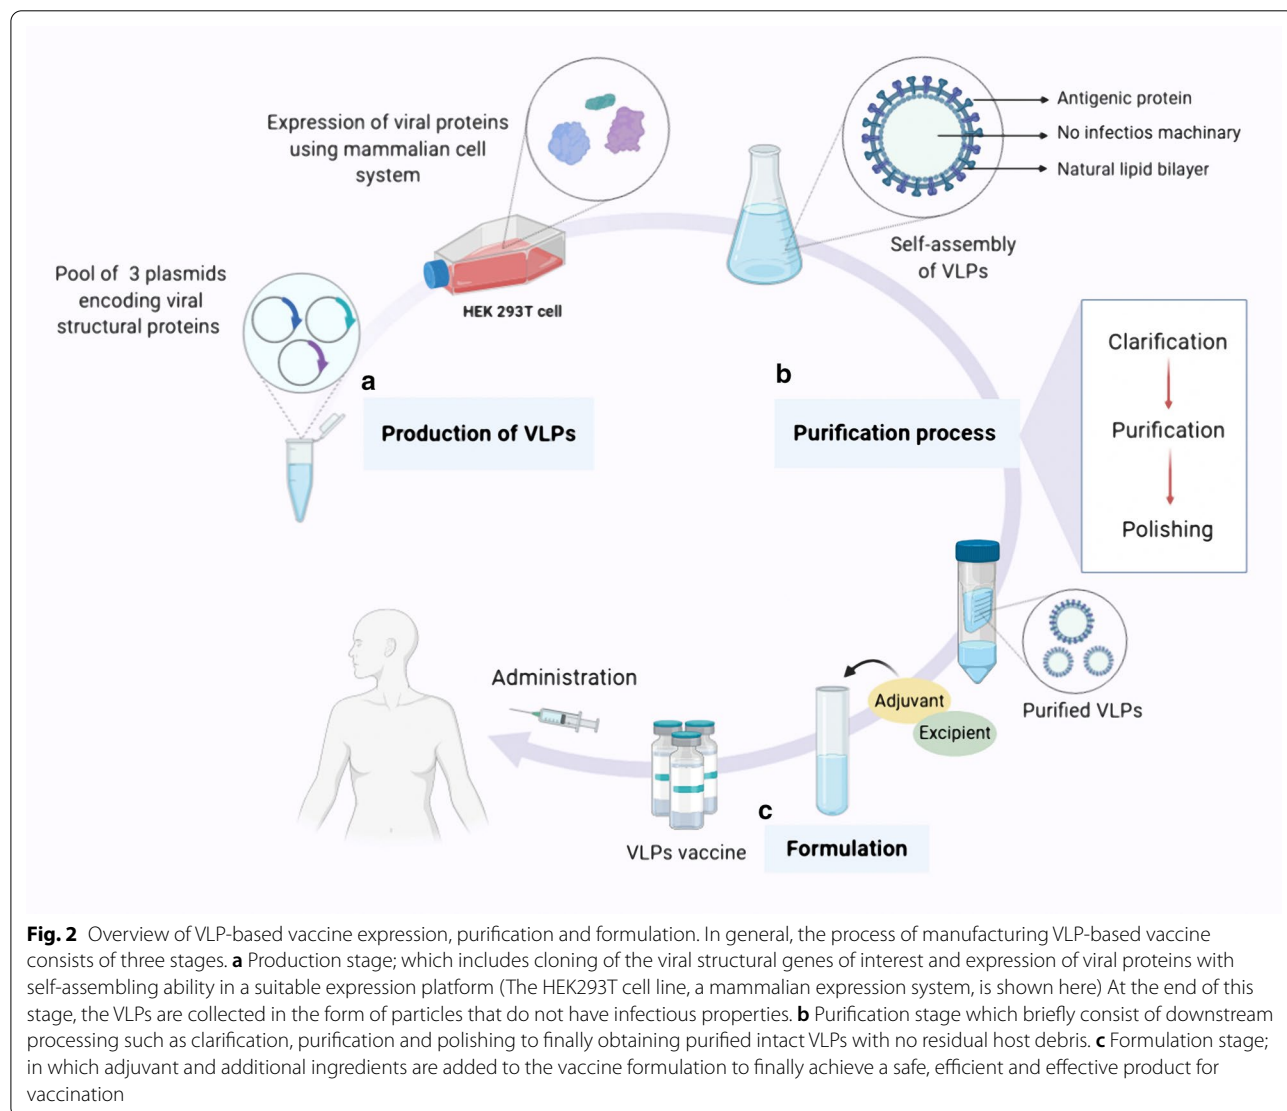 Expression of viral proteins
using mammalian cell
system
Pool of 3 plasmids
encoding viral
structural proteins
HEK 293T cell
a
Production of VLPs
Antigenic protein
No infectios machinary
Natural lipid bilayer
Self-assembly
of VLPs
b
Purification process
Clarification
Purification
Polishing
Purified VLPs
Adjuvant
Excipient
c
Formulation
VLPs vaccine
Administration
Fig. 2 Overview of VLP-based vaccine expression, purification and formulation. In general, the process of manufacturing VLP-based vaccine
consists of three stages. a Production stage; which includes cloning of the viral structural genes of interest and expression of viral proteins with
self-assembling ability in a suitable expression platform (The HEK293T cell line, a mammalian expression system, is shown here) At the end of this
stage, the VLPs are collected in the form of particles that do not have infectious properties. b Purification stage which briefly consist of downstream
processing such as clarification, purification and polishing to finally obtaining purified intact VLPs with no residual host debris. c Formulation stage;
in which adjuvant and additional ingredients are added to the vaccine formulation to finally achieve a safe, efficient and effective product for
vaccination